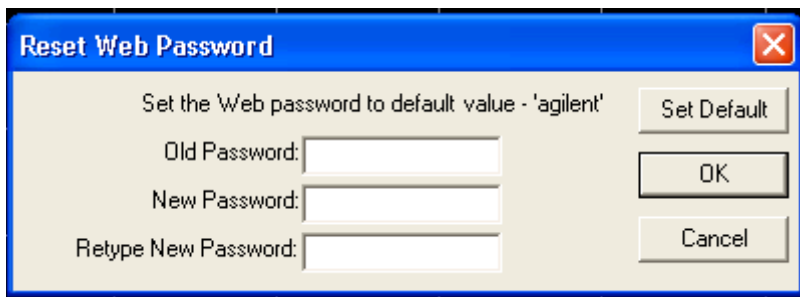 Reset Web Password
Set the Web password to default value - 'agilent'
Set Default
Old Password:
OK
New Password:
Retype New Password:
Cancel